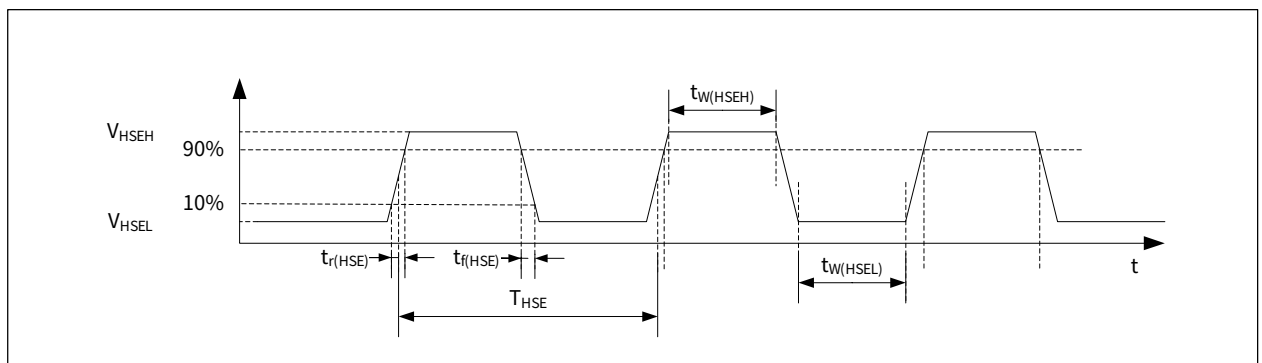 tW(HSEH)
VHSEH
90%
10%
VHSEL
tr(HSE)
tf(HSE)
tW(HSEL)
t
THSE